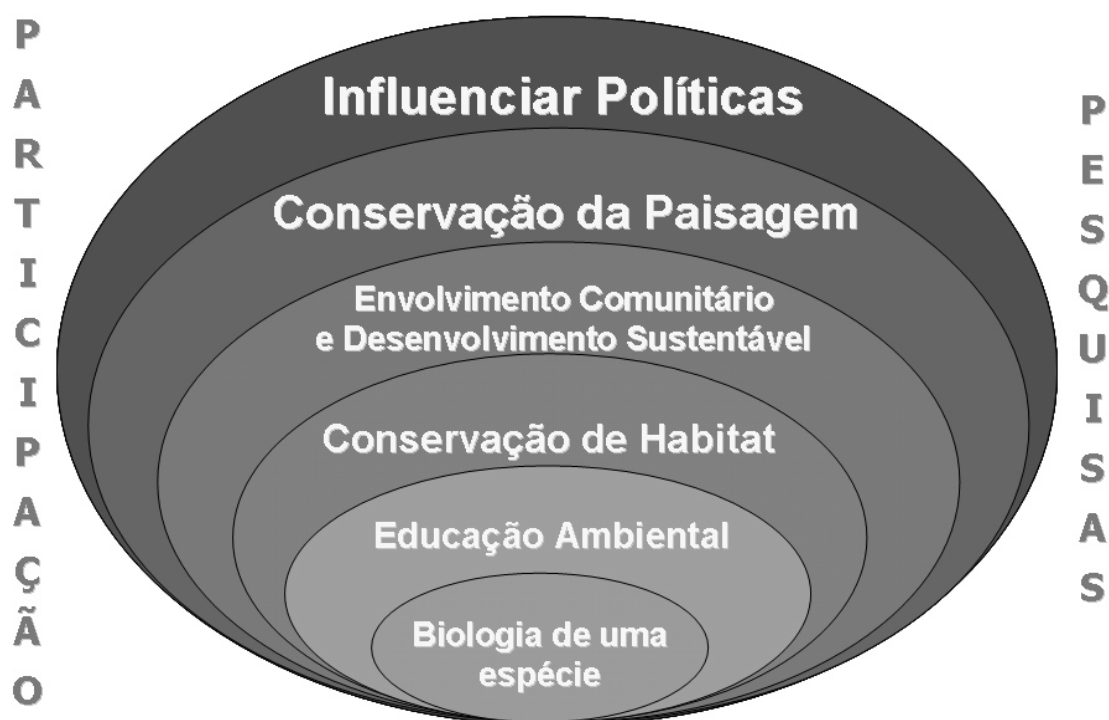 PARTICIPAÇÃO
Influenciar Políticas
Conservação da Paisagem
Envolvimento Comunitário
e Desenvolvimento Sustentável
Conservação de Habitat
Educação Ambiental
Biologia de uma
espécie
PESQUISAS